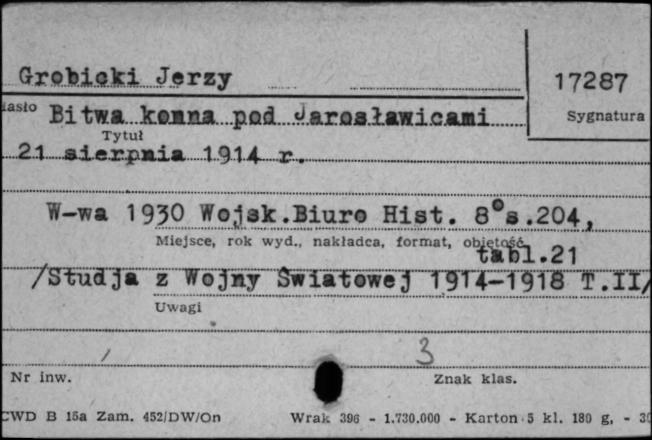 Grobicki Jerzy
17287
iasło Bitwa konna pod Jarosławicami
Sygnatura
Tytuł
21 sierpnia 1914 r.
W-wa 1930 Wojsk.Biuro Hist. 8°s.204,
Miejsce, rok wyd., nakładca, format, objętość
tabl.21
/Studja z Wojny Światowej 1914-1918 T.II/
Uwagi
3
Nr inw.
Znak klas.
CWD B 15a Zam. 452/DW/On Wrak 396 - 1.730.000 - Karton 5 kl. 180 g, - 30